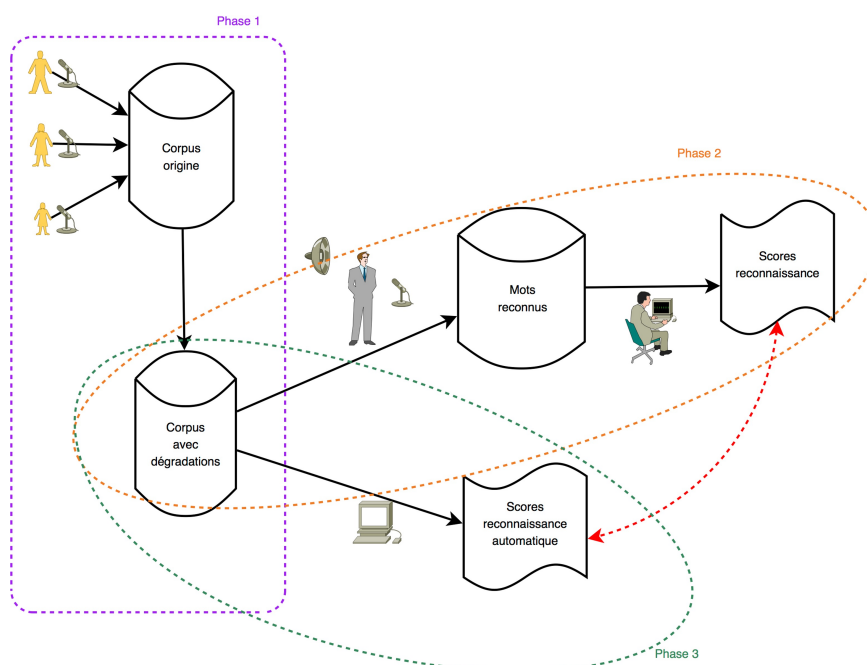 Phase 1
Corpus
origine
Phase 2
Scores
reconnaissance
Mots
reconnus
Corpus
avec
dégradations
Scores
reconnaissance
automatique
Phase 3